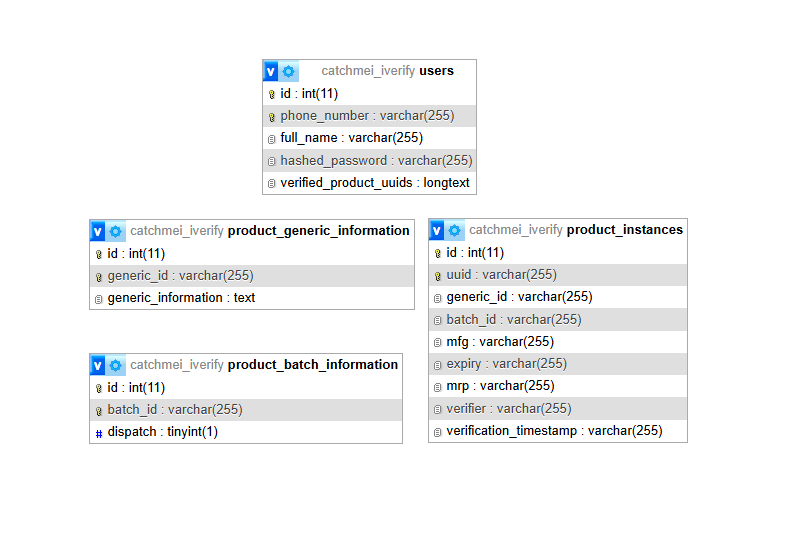 v catchmei_iverify users
id : int(11)
phone_number : varchar(255)
full_name : varchar(255)
hashed_password : varchar(255)
verified_product_uuids : longtext
v catchmei_iverify product_generic_information
id : int(11)
generic_id : varchar(255)
generic_information : text
v catchmei_iverify product_instances
id : int(11)
uuid : varchar(255)
generic_id : varchar(255)
batch_id : varchar(255)
mfg : varchar(255)
expiry : varchar(255)
mrp : varchar(255)
verifier : varchar(255)
verification_timestamp : varchar(255)
v catchmei_iverify product_batch_information
id : int(11)
batch_id : varchar(255)
# dispatch : tinyint(1)